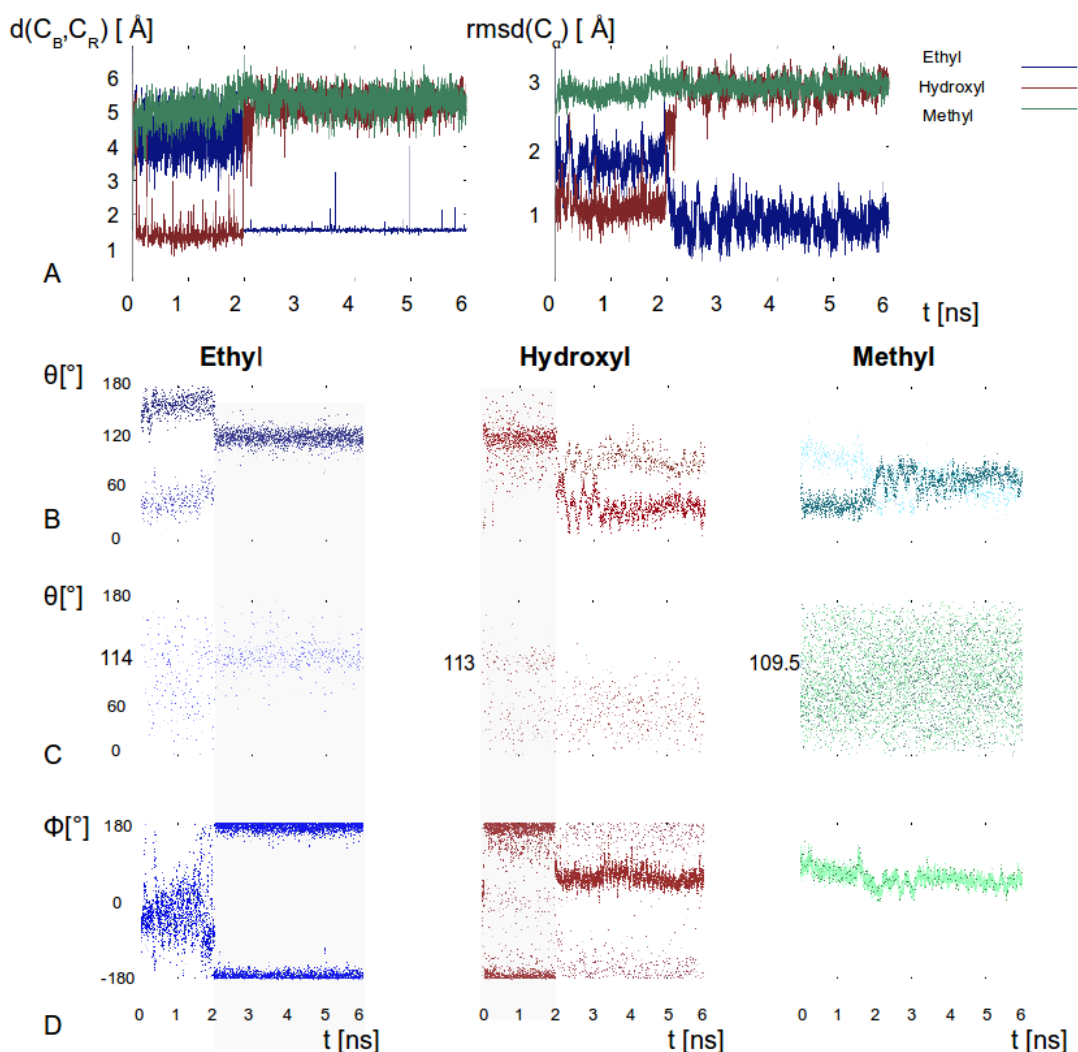 d(C_B,C_R) [ Å]
rmsd(C_α) [ Å]
Ethyl
Hydroxyl
Methyl
6
5
4
3
2
1
3
2
1
A
0 1 2 3 4 5 6
0 1 2 3 4 5 6
t [ns]
Ethyl
Hydroxyl
Methyl
θ[°]
180
120
60
0
B
θ[°]
180
114
60
0
113
109.5
C
Φ[°]
180
0
-180
D
0 1 2 3 4 5 6
0 1 2 3 4 5 6
0 1 2 3 4 5 6
t [ns]
t [ns]
t [ns]